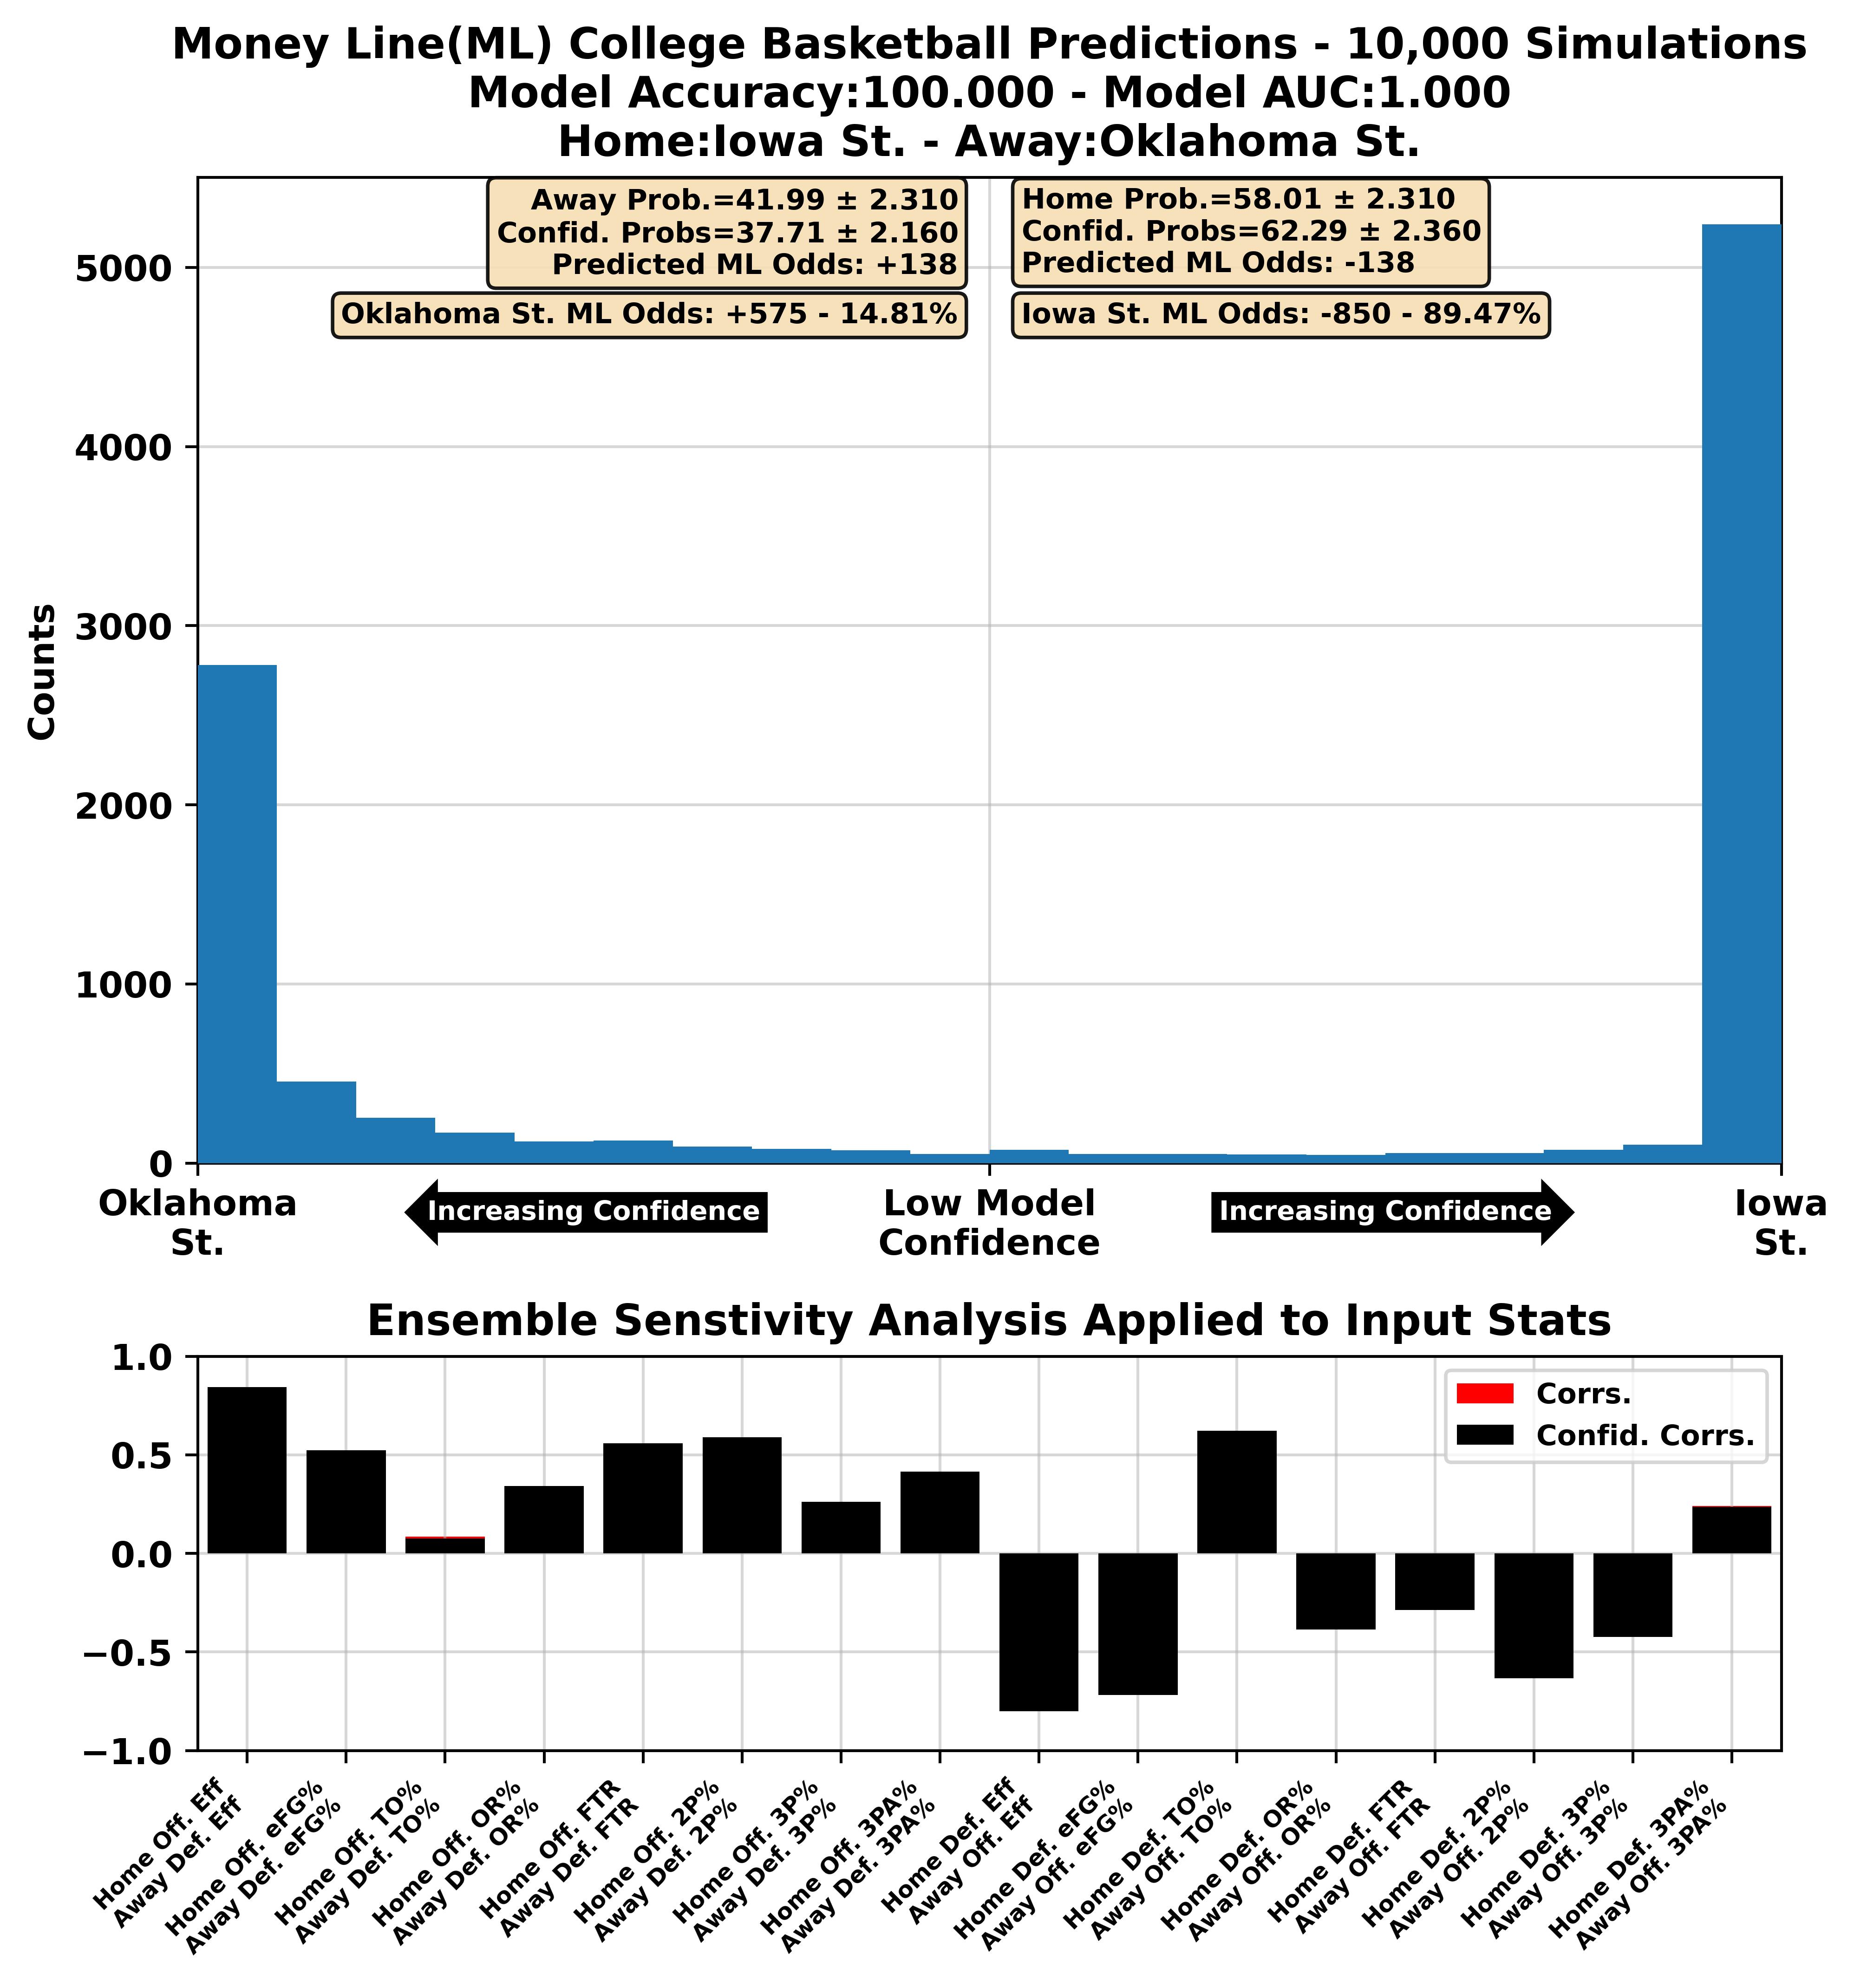 Money Line(ML) College Basketball Predictions - 10,000 Simulations
Model Accuracy:100.000 - Model AUC:1.000
Home:Iowa St. - Away:Oklahoma St.
Away Prob.=41.99 ± 2.310
Confid. Probs=37.71 ± 2.160
Predicted ML Odds: +138
Oklahoma St. ML Odds: +575 - 14.81%
Home Prob.=58.01 ± 2.310
Confid. Probs=62.29 ± 2.360
Predicted ML Odds: -138
Iowa St. ML Odds: -850 - 89.47%
Counts
5000
4000
3000
2000
1000
0
Oklahoma
St.
Increasing Confidence
Low Model
Confidence
Increasing Confidence
Iowa
St.
Ensemble Senstivity Analysis Applied to Input Stats
1.0
0.5
0.0
−0.5
−1.0
Corrs.
Confid. Corrs.
Home Off. Eff
Away Def. Eff
Home Off. eFG%
Away Def. eFG%
Home Off. TO%
Away Def. TO%
Home Off. OR%
Away Def. OR%
Home Off. FTR
Away Def. FTR
Home Off. 2P%
Away Def. 2P%
Home Off. 3P%
Away Def. 3P%
Home Off. 3PA%
Away Def. 3PA%
Home Def. Eff
Away Off. Eff
Home Def. eFG%
Away Off. eFG%
Home Def. TO%
Away Off. TO%
Home Def. OR%
Away Off. OR%
Home Def. FTR
Away Off. FTR
Home Def. 2P%
Away Off. 2P%
Home Def. 3P%
Away Off. 3P%
Home Def. 3PA%
Away Off. 3PA%